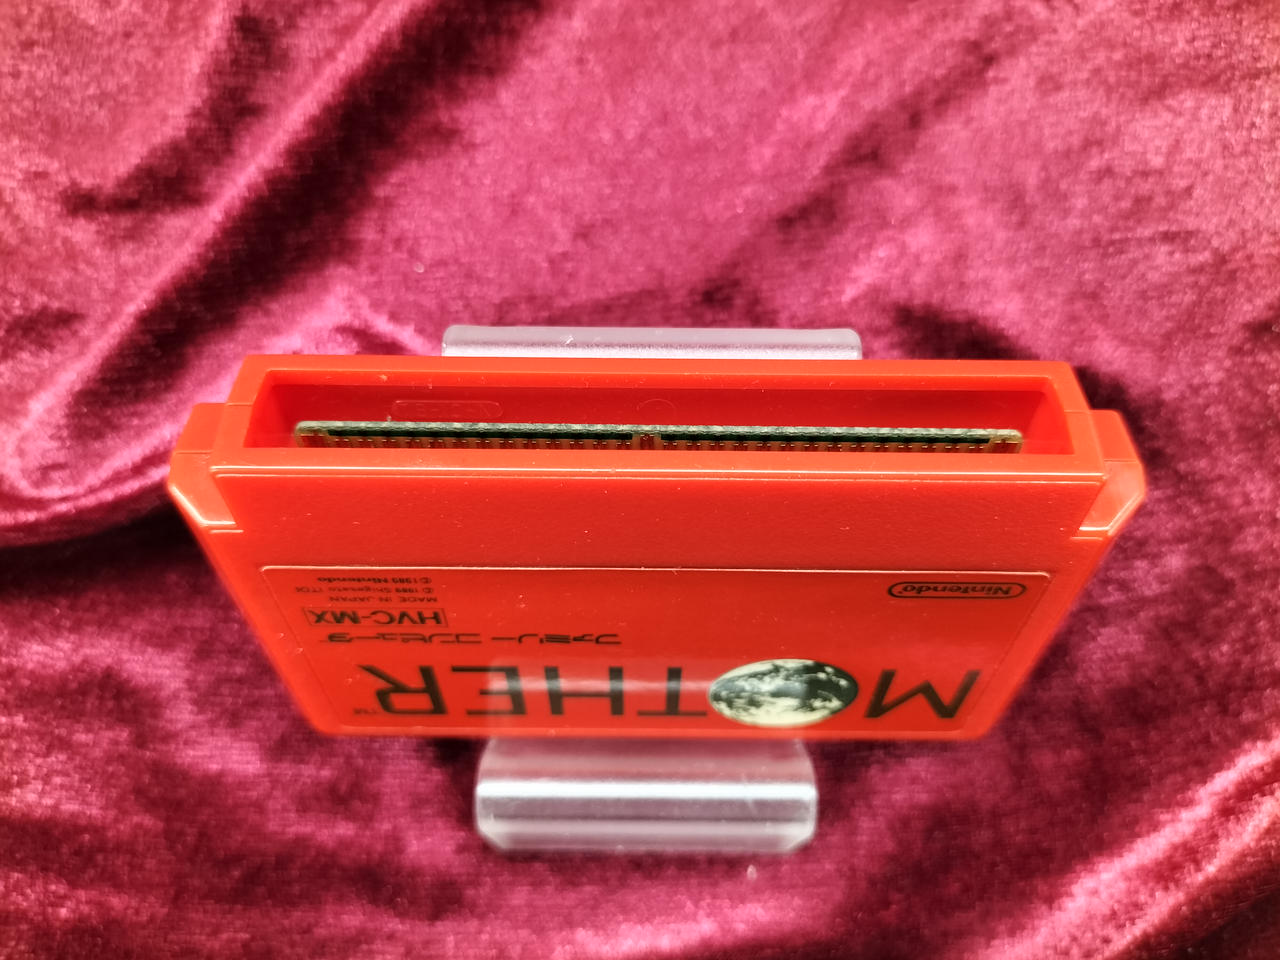 Nintendo®
MOTHER™
ファミリー コンピュータ
HVC-MX
MADE IN JAPAN
© 1989 Shigesato ITOI
© 1989 Nintendo